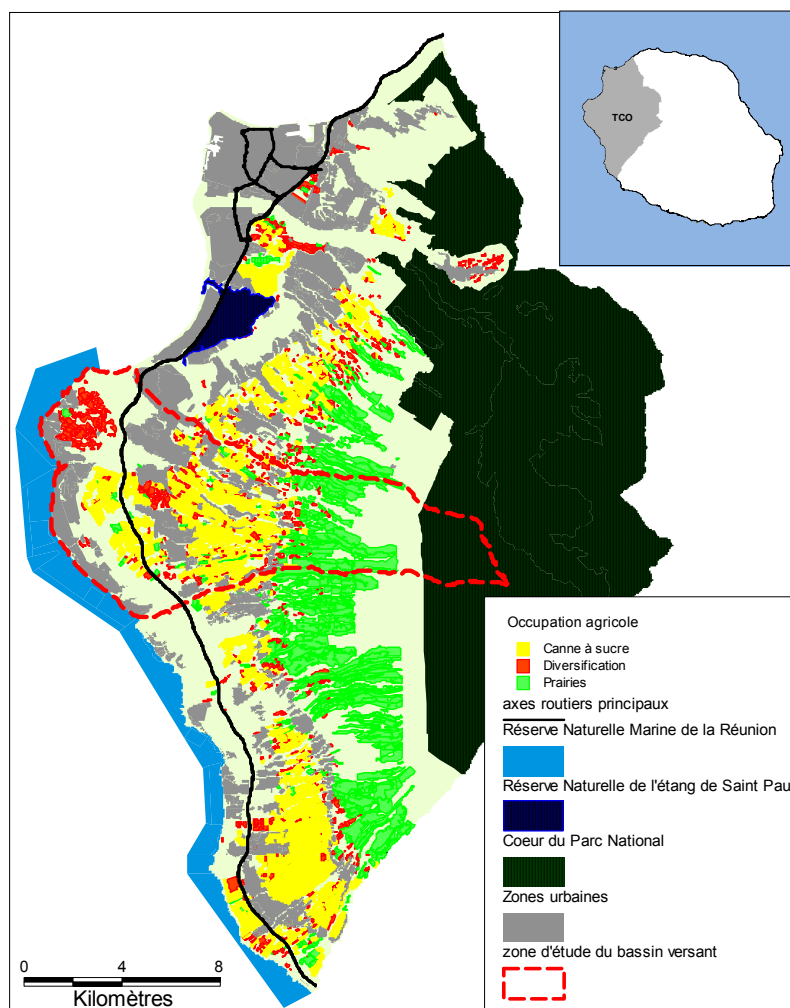 TCO
Occupation agricole
Canne à sucre
Diversification
Prairies
axes routiers principaux
Réserve Naturelle Marine de la Réunion
Réserve Naturelle de l'étang de Saint Pau
Coeur du Parc National
Zones urbaines
zone d'étude du bassin versant
0 4 8
Kilomètres